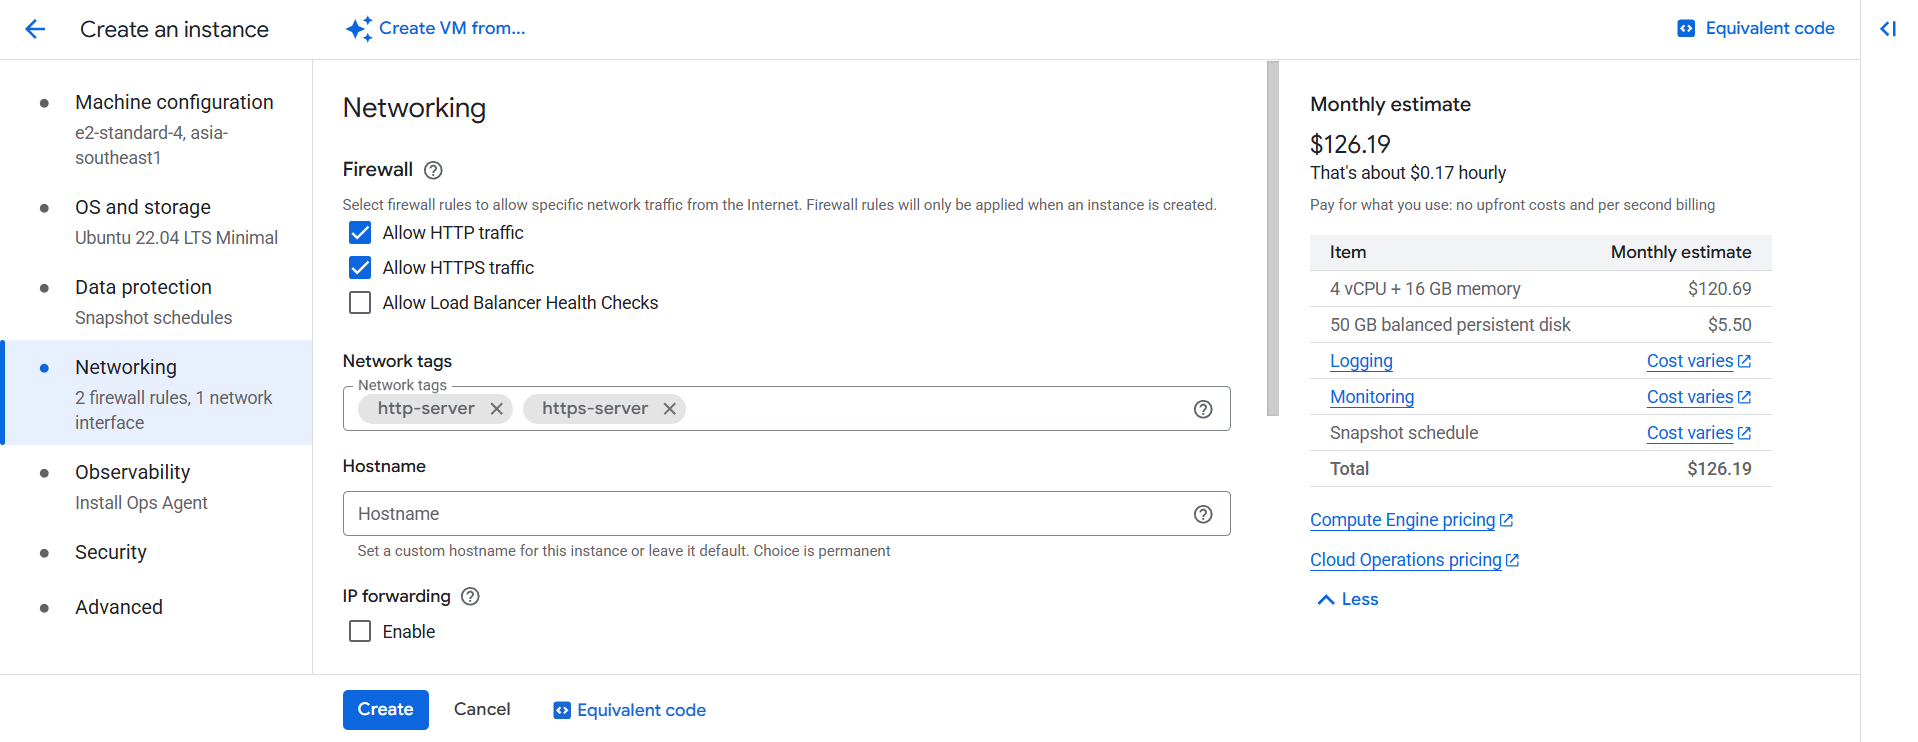 Create an instance
Create VM from...
Equivalent code
Machine configuration
e2-standard-4, asia-
southeast1
OS and storage
Ubuntu 22.04 LTS Minimal
Data protection
Snapshot schedules
Networking
2 firewall rules, 1 network
interface
Observability
Install Ops Agent
Security
Advanced
Networking
Firewall
Select firewall rules to allow specific network traffic from the Internet. Firewall rules will only be applied when an instance is created.
Allow HTTP traffic
Allow HTTPS traffic
Allow Load Balancer Health Checks
Network tags
Network tags
http-server https-server
Hostname
Hostname
Set a custom hostname for this instance or leave it default. Choice is permanent
IP forwarding
Enable
Monthly estimate
$126.19
That's about $0.17 hourly
Pay for what you use: no upfront costs and per second billing
Item Monthly estimate
4 vCPU + 16 GB memory $120.69
50 GB balanced persistent disk $5.50
Logging Cost varies
Monitoring Cost varies
Snapshot schedule Cost varies
Total $126.19
Compute Engine pricing
Cloud Operations pricing
Less
Create Cancel Equivalent code